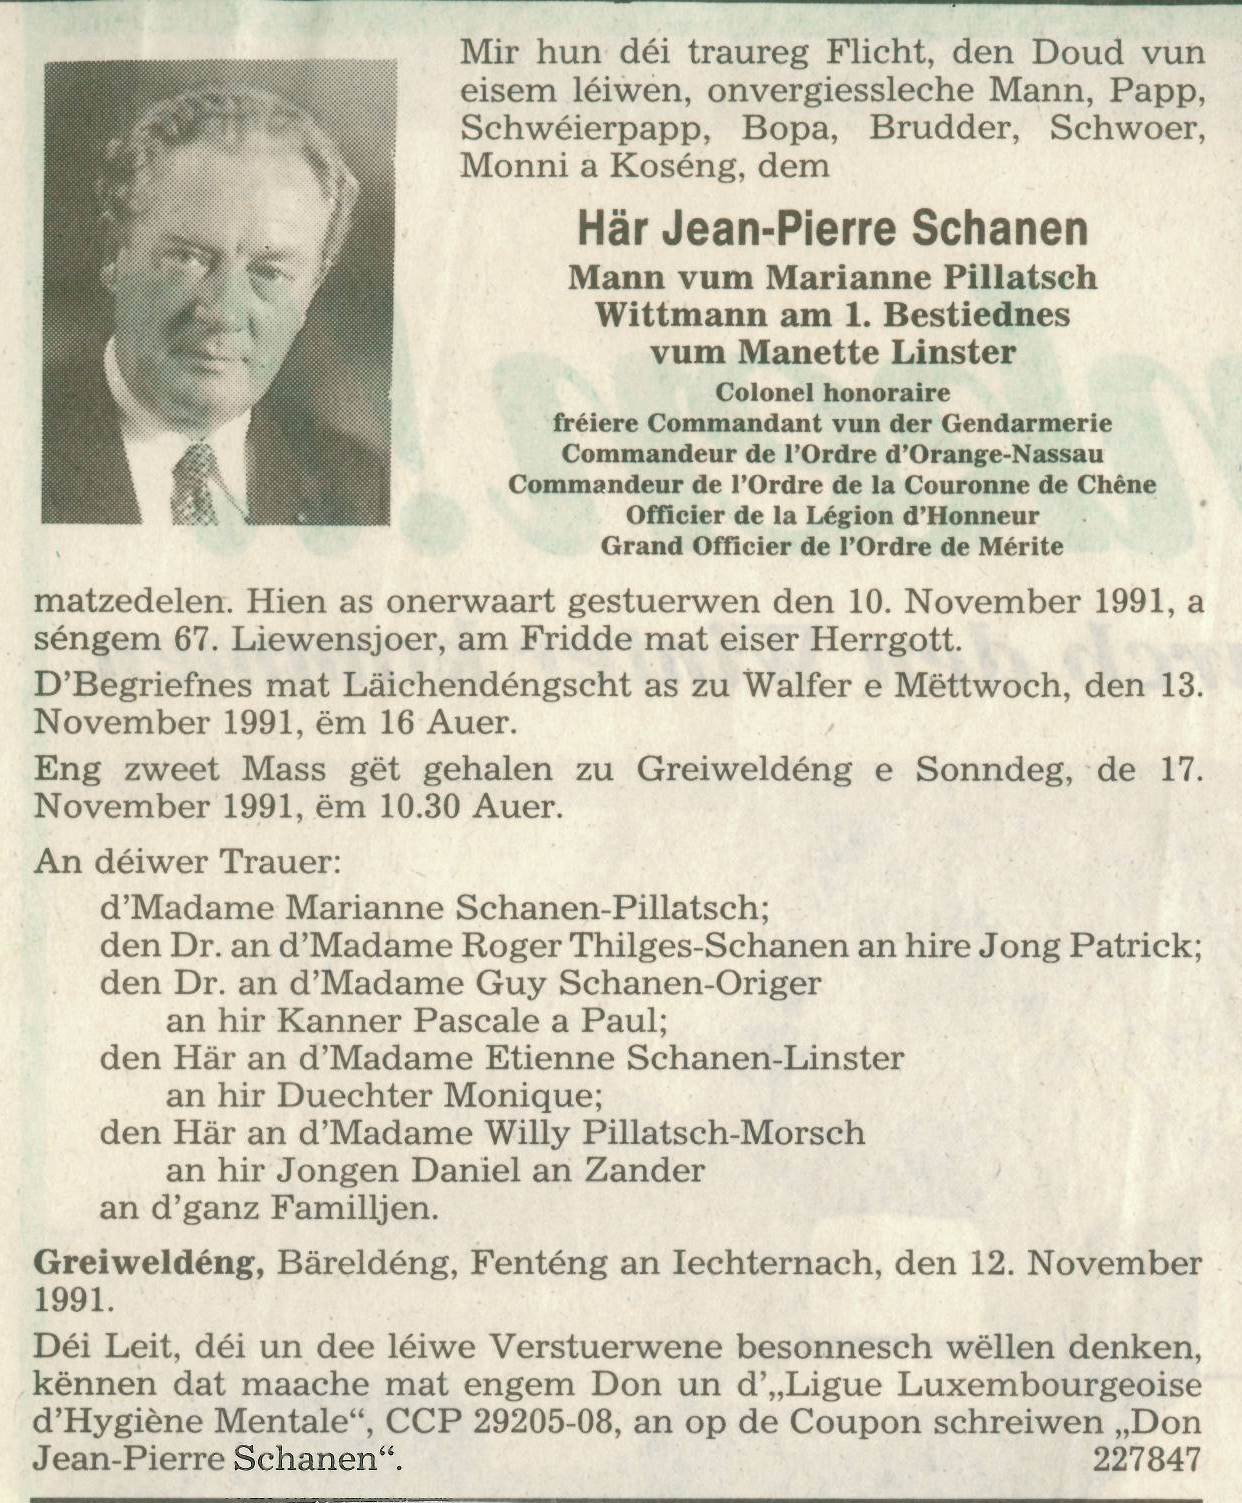 Mir hun déi traureg Flicht, den Doud vun
eisem léiwen, onvergiessleche Mann, Papp,
Schwéierpapp, Bopa, Brudder, Schwoer,
Monni a Koséng, dem
Här Jean-Pierre Schanen
Mann vum Marianne Pillatsch
Wittmann am 1. Bestiednes
vum Manette Linster
Colonel honoraire
fréiere Commandant vun der Gendarmerie
Commandeur de l'Ordre d'Orange-Nassau
Commandeur de l'Ordre de la Couronne de Chêne
Officier de la Légion d'Honneur
Grand Officier de l'Ordre de Mérite
matzedelen. Hien as onerwaart gestuerwen den 10. November 1991, a
séngem 67. Liewensjoer, am Fridde mat eiser Herrgott.
D'Begriefnes mat Läichendéngscht as zu Walfer e Mëttwoch, den 13.
November 1991, ëm 16 Auer.
Eng zweet Mass gët gehalen zu Greiweldéng e Sonndeg, de 17.
November 1991, ëm 10.30 Auer.
An déiwer Trauer:
d'Madame Marianne Schanen-Pillatsch;
den Dr. an d'Madame Roger Thilges-Schanen an hire Jong Patrick;
den Dr. an d'Madame Guy Schanen-Origer
an hir Kanner Pascale a Paul;
den Här an d'Madame Etienne Schanen-Linster
an hir Duechter Monique;
den Här an d'Madame Willy Pillatsch-Morsch
an hir Jongen Daniel an Zander
an d'ganz Familljen.
Greiweldéng, Bäreldéng, Fenténg an Iechternach, den 12. November
1991.
Déi Leit, déi un dee léiwe Verstuerwene besonnesch wëllen denken,
kënnen dat maache mat engem Don un d'„Ligue Luxembourgeoise
d'Hygiène Mentale“, CCP 29205-08, an op de Coupon schreiwen „Don
Jean-Pierre Schanen“. 227847